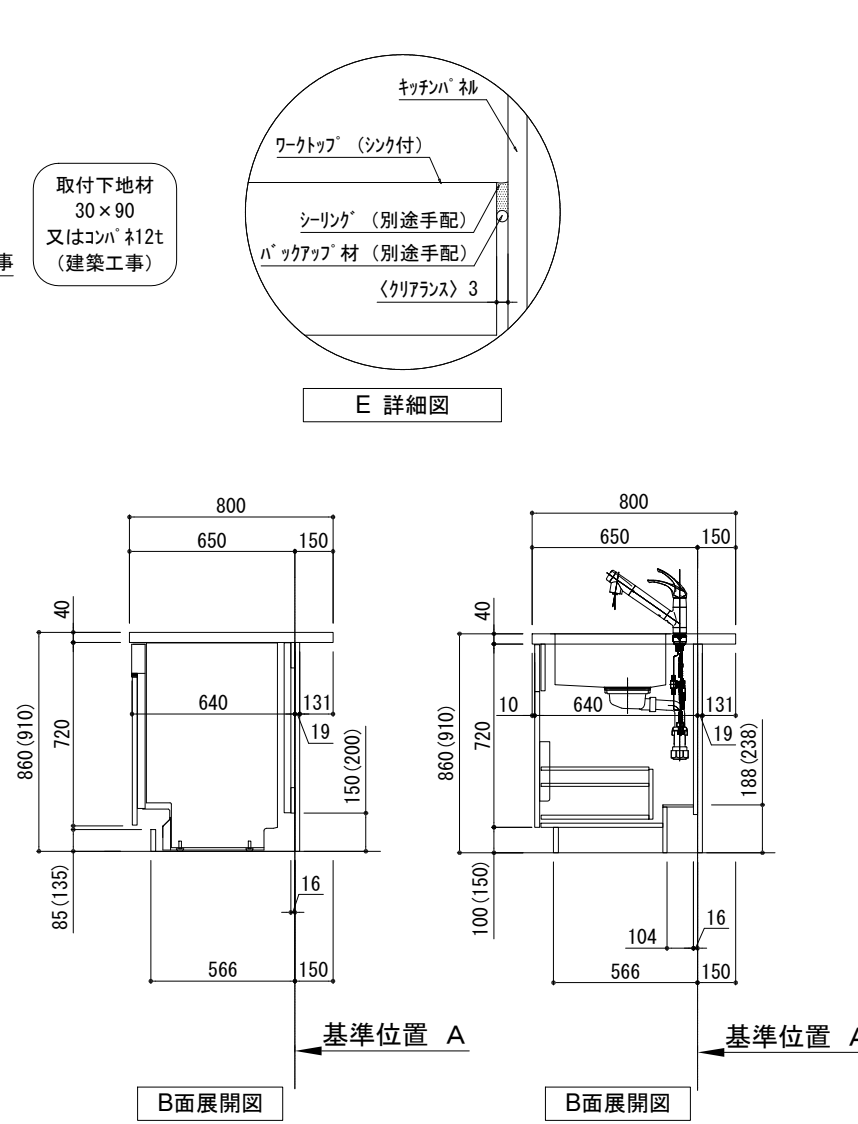 キッチンパネル
ワークトップ（シンク付）
シーリング（別途手配）
バックアップ材（別途手配）
〈クリアランス〉3
E 詳細図
取付下地材
30×90
又はコンパネ12t
(建築工事)
事
800
650
150
40
860(910)
720
640
131
19
150(200)
85(135)
16
566
150
基準位置 A
B面展開図
800
650
150
40
860(910)
720
10
640
131
19
188(238)
100(150)
104
16
566
150
基準位置 A
B面展開図